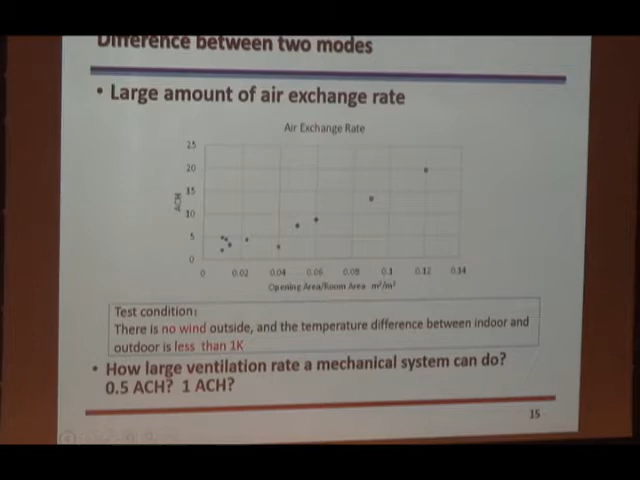 Difference between two modes
• Large amount of air exchange rate
Air Exchange Rate
25
20
15
10
5
0
ACH
0 0.02 0.04 0.06 0.08 0.1 0.12 0.14
Opening Area/Room Area m²/m²
Test condition:
There is no wind outside, and the temperature difference between indoor and
outdoor is less than 1K
• How large ventilation rate a mechanical system can do?
0.5 ACH? 1 ACH?
15